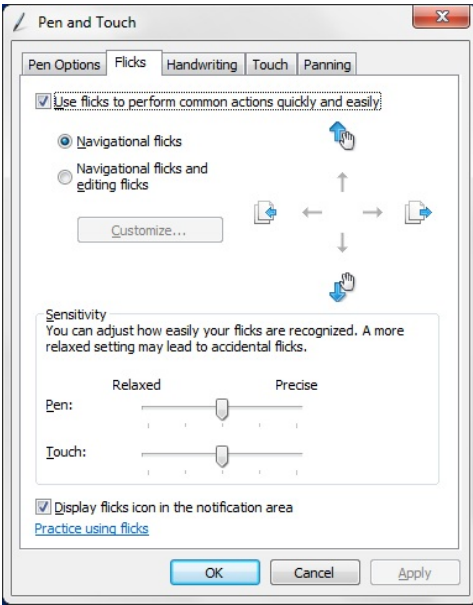 Pen and Touch
Pen Options Flicks Handwriting Touch Panning
Use flicks to perform common actions quickly and easily
Navigational flicks
Navigational flicks and
editing flicks
Customize...
Sensitivity
You can adjust how easily your flicks are recognized. A more
relaxed setting may lead to accidental flicks.
Relaxed Precise
Pen:
Touch:
Display flicks icon in the notification area
Practice using flicks
OK Cancel Apply